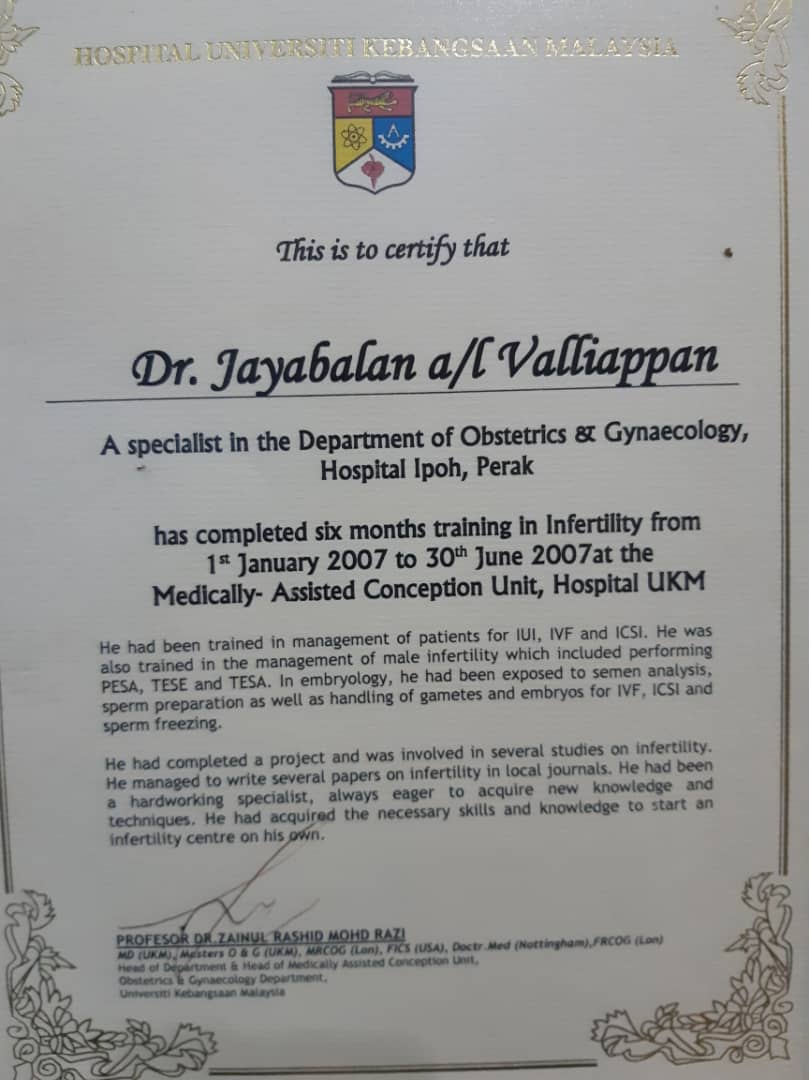 HOSPITAL UNIVERSITI KEBANGSAAN MALAYSIA
This is to certify that
Dr. Jayabalan a/l Valliappan
A specialist in the Department of Obstetrics & Gynaecology,
Hospital Ipoh, Perak
has completed six months training in Infertility from
1st January 2007 to 30th June 2007at the
Medically- Assisted Conception Unit, Hospital UKM
He had been trained in management of patients for IUI, IVF and ICSI. He was
also trained in the management of male infertility which included performing
PESA, TESE and TESA. In embryology, he had been exposed to semen analysis,
sperm preparation as well as handling of gametes and embryos for IVF, ICSI and
sperm freezing.
He had completed a project and was involved in several studies on infertility.
He managed to write several papers on infertility in local journals. He had been
a hardworking specialist, always eager to acquire new knowledge and
techniques. He had acquired the necessary skills and knowledge to start an
infertility centre on his own.
PROFESOR DR.ZAINUL RASHID MOHD RAZI
MD (UKM), Masters O & G (UKM), MRCOG (Lon), FICS (USA), Doctr.Med (Nottingham),FRCOG (Lon)
Head of Department & Head of Medically Assisted Conception Unit,
Obstetrics & Gynaecology Department,
Universiti Kebangsaan Malaysia